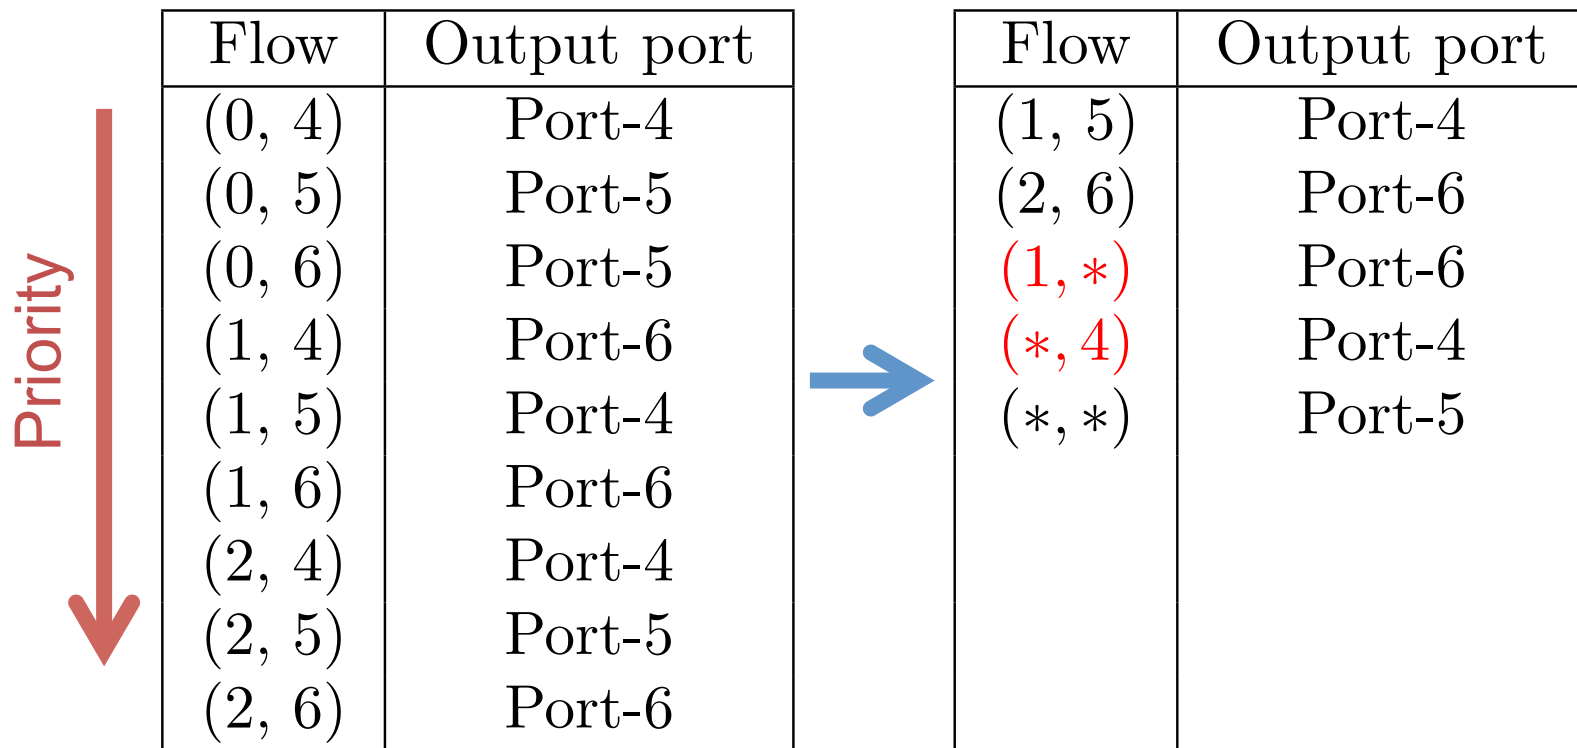 Priority
Flow Output port
(0, 4) Port-4
(0, 5) Port-5
(0, 6) Port-5
(1, 4) Port-6
(1, 5) Port-4
(1, 6) Port-6
(2, 4) Port-4
(2, 5) Port-5
(2, 6) Port-6
Flow Output port
(1, 5) Port-4
(2, 6) Port-6
(1, *) Port-6
(*, 4) Port-4
(*, *) Port-5